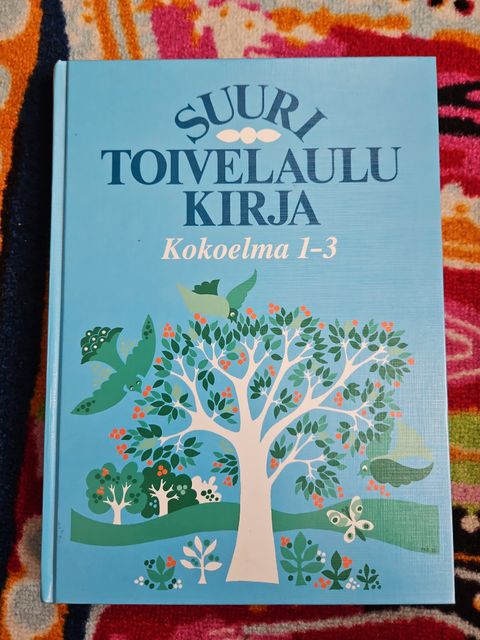 SUURI
TOIVELAULU
KIRJA
Kokoelma 1-3